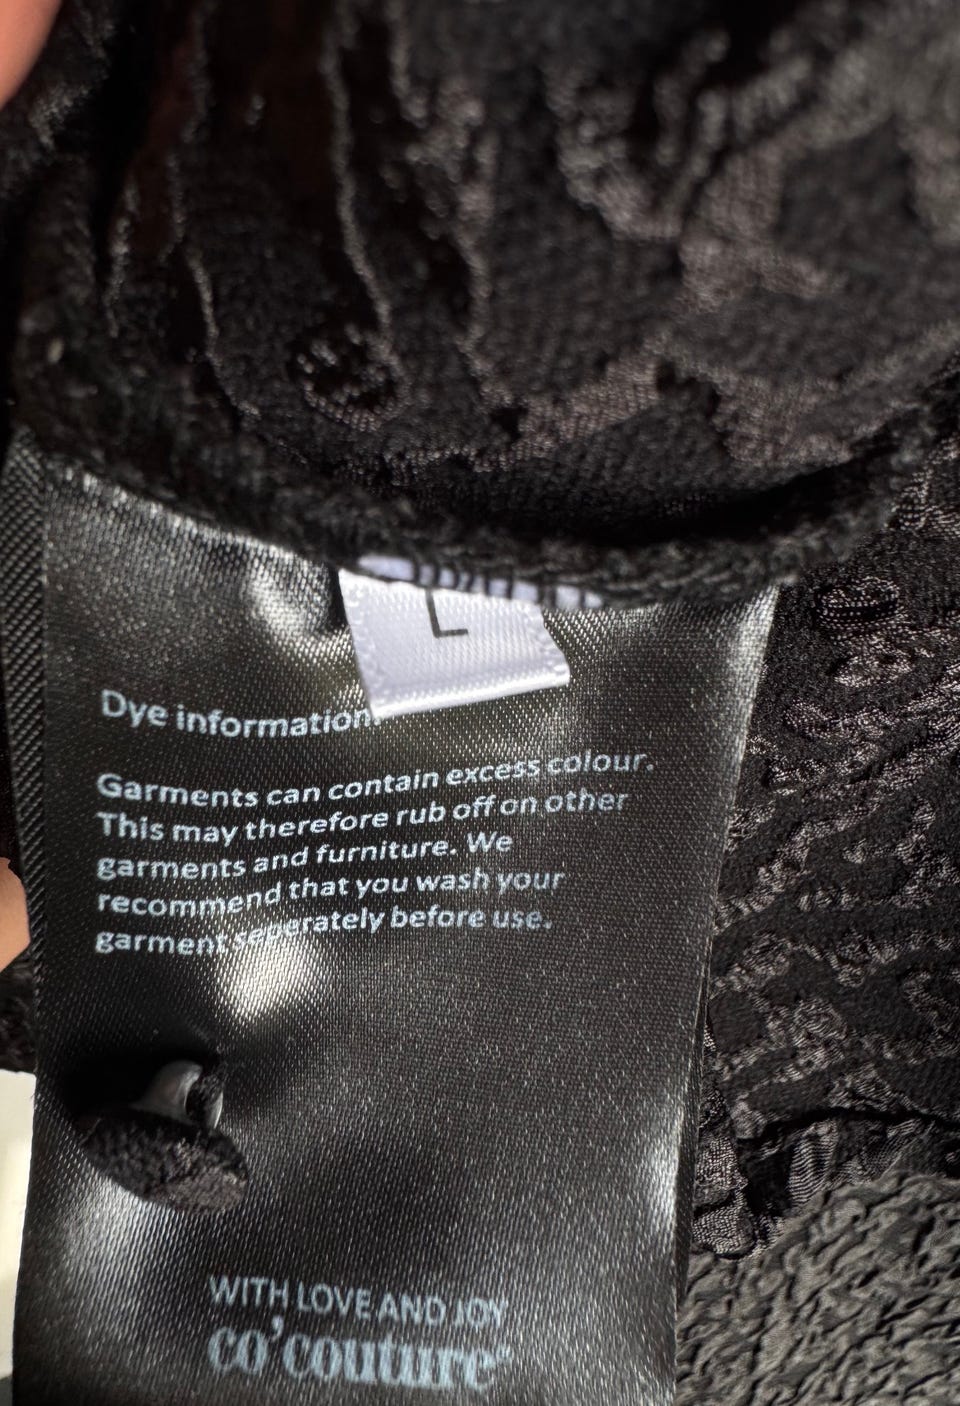 L
Dye information
Garments can contain excess colour.
This may therefore rub off on other
garments and furniture. We
recommend that you wash your
garment seperately before use.
WITH LOVE AND JOY
co'couture